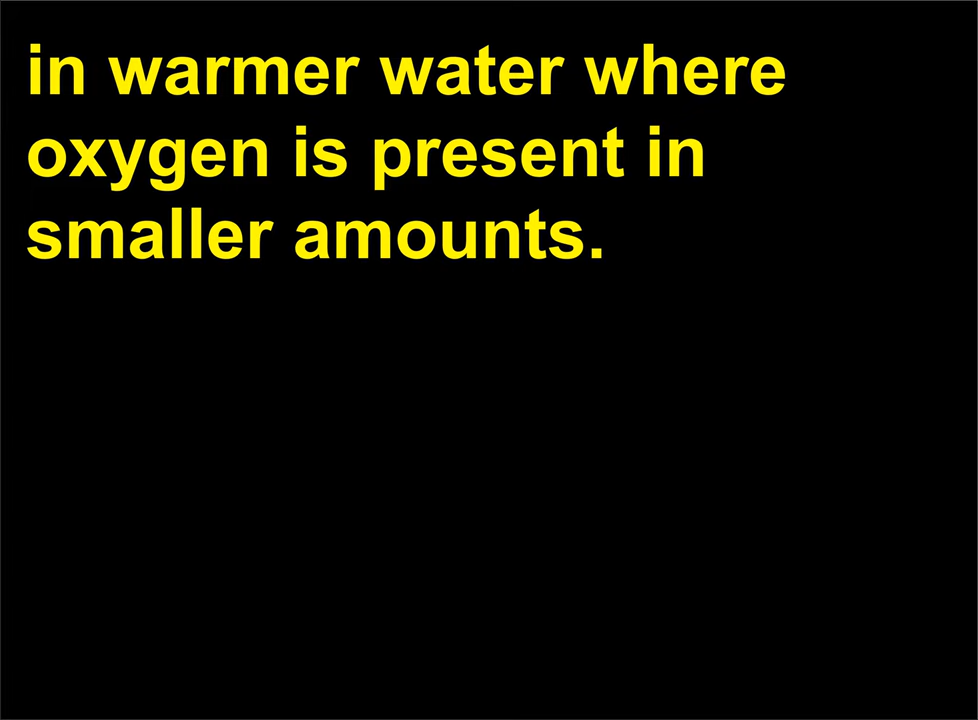 in warmer water where
oxygen is present in
smaller amounts.